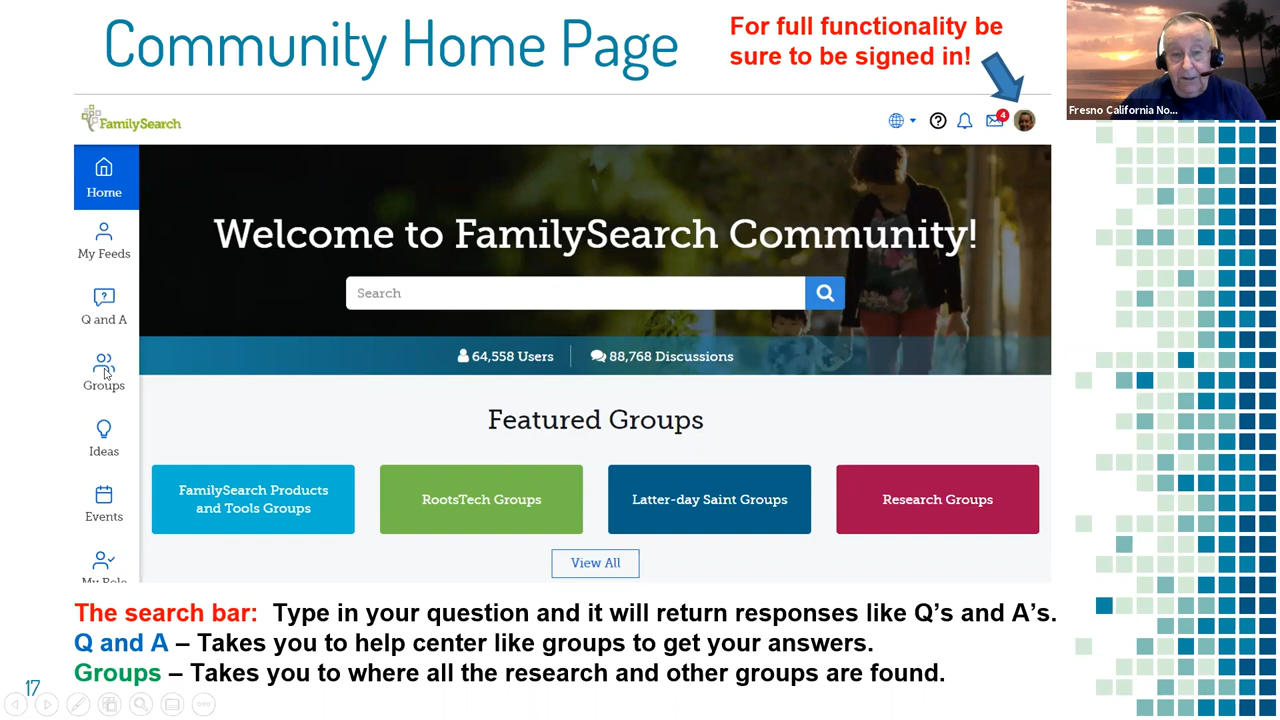 Community Home Page
For full functionality be
sure to be signed in!
Fresno California No...
FamilySearch
4
Home
My Feeds
Q and A
Groups
Ideas
Events
My Role
Welcome to FamilySearch Community!
Search
64,558 Users
88,768 Discussions
Featured Groups
FamilySearch Products
and Tools Groups
RootsTech Groups
Latter-day Saint Groups
Research Groups
View All
The search bar: Type in your question and it will return responses like Q’s and A’s.
Q and A – Takes you to help center like groups to get your answers.
Groups – Takes you to where all the research and other groups are found.
17